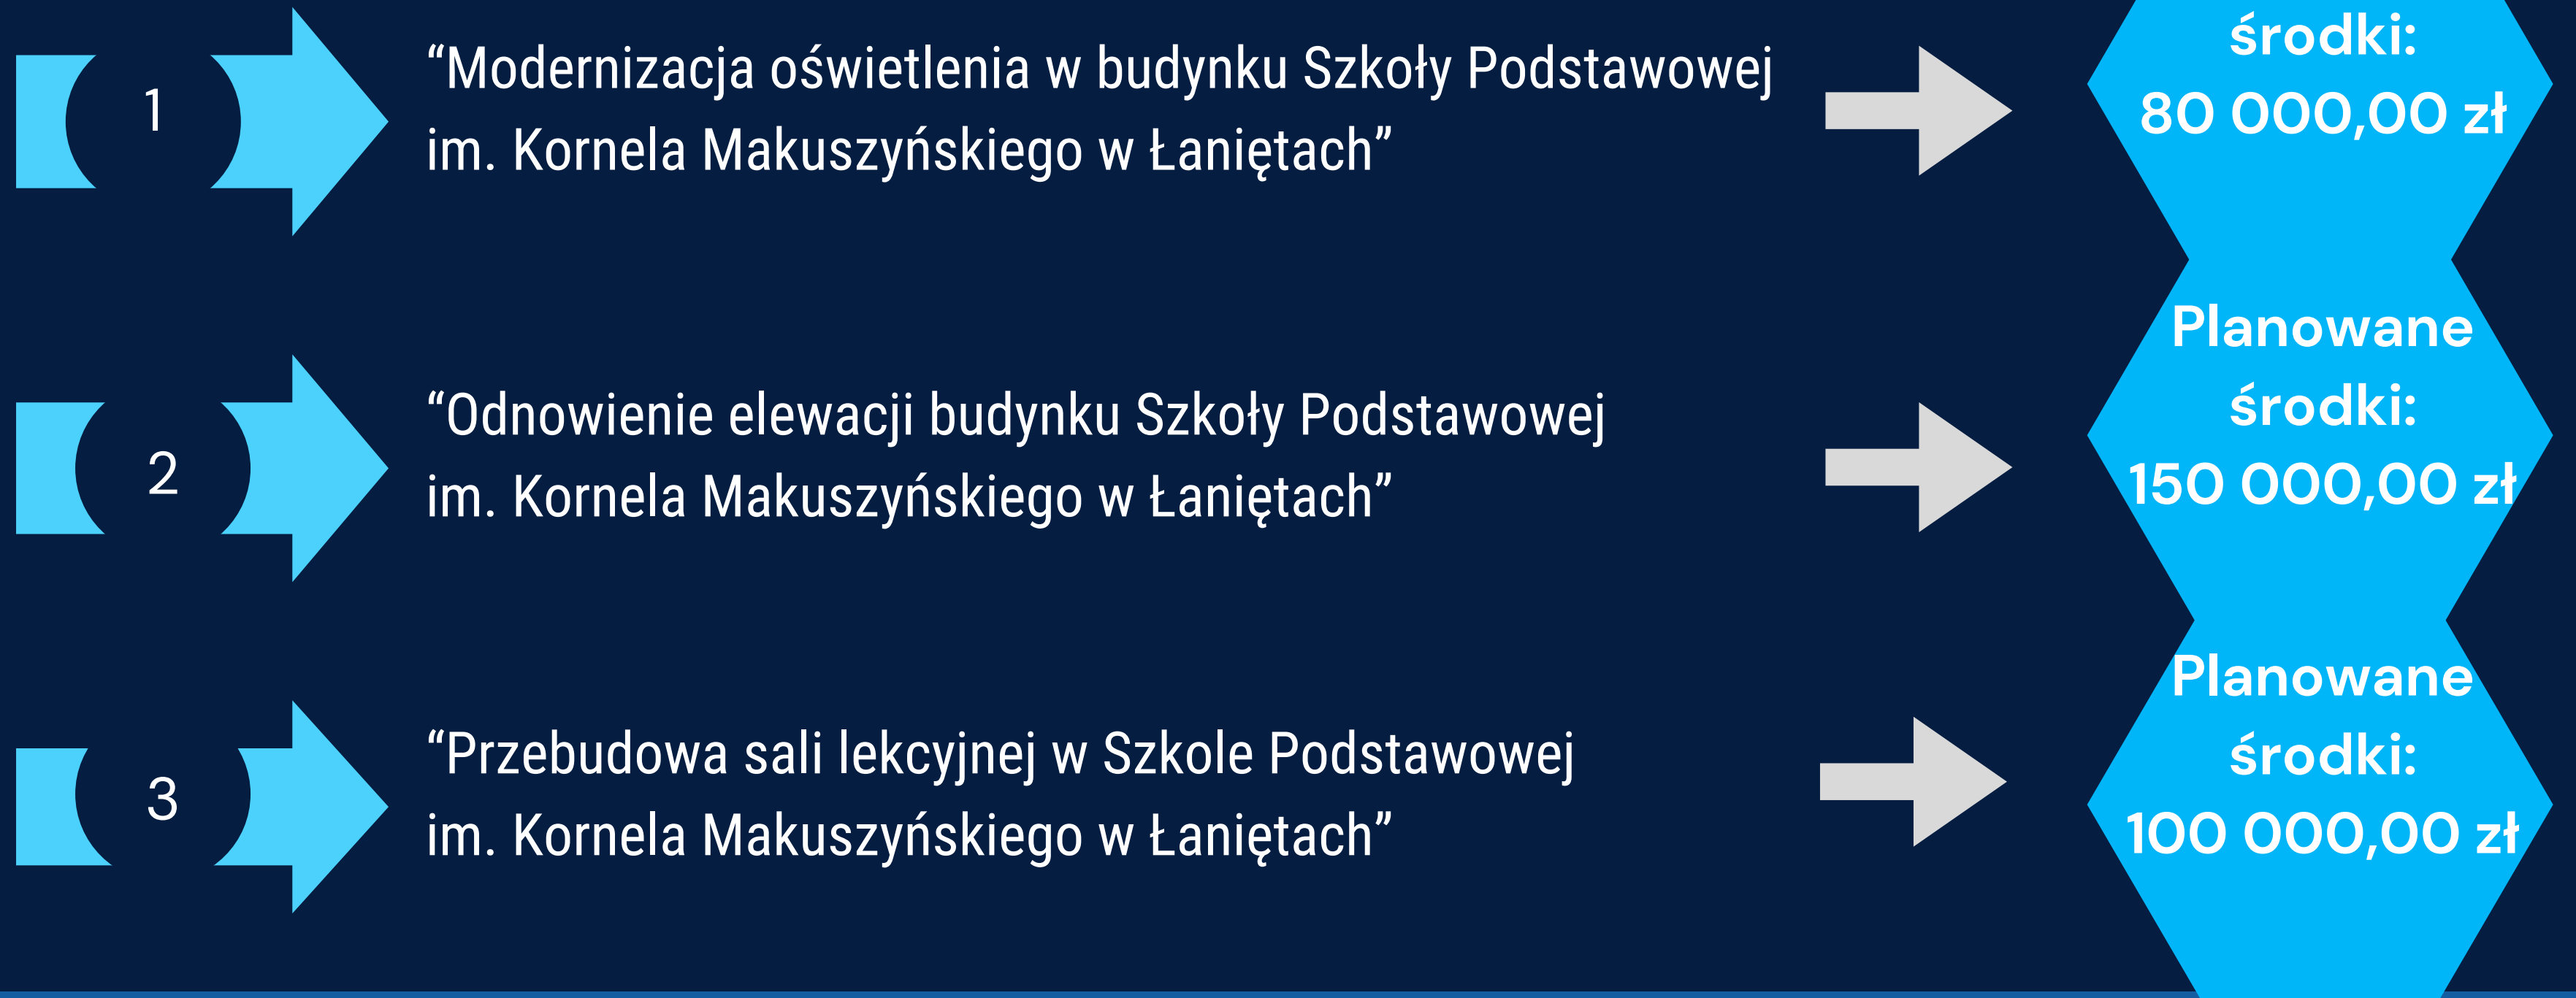 1
“Modernizacja oświetlenia w budynku Szkoły Podstawowej
im. Kornela Makuszyńskiego w Łaniętach”
środki:
80 000,00 zł
2
“Odnowienie elewacji budynku Szkoły Podstawowej
im. Kornela Makuszyńskiego w Łaniętach”
Planowane
środki:
150 000,00 zł
3
“Przebudowa sali lekcyjnej w Szkole Podstawowej
im. Kornela Makuszyńskiego w Łaniętach”
Planowane
środki:
100 000,00 zł